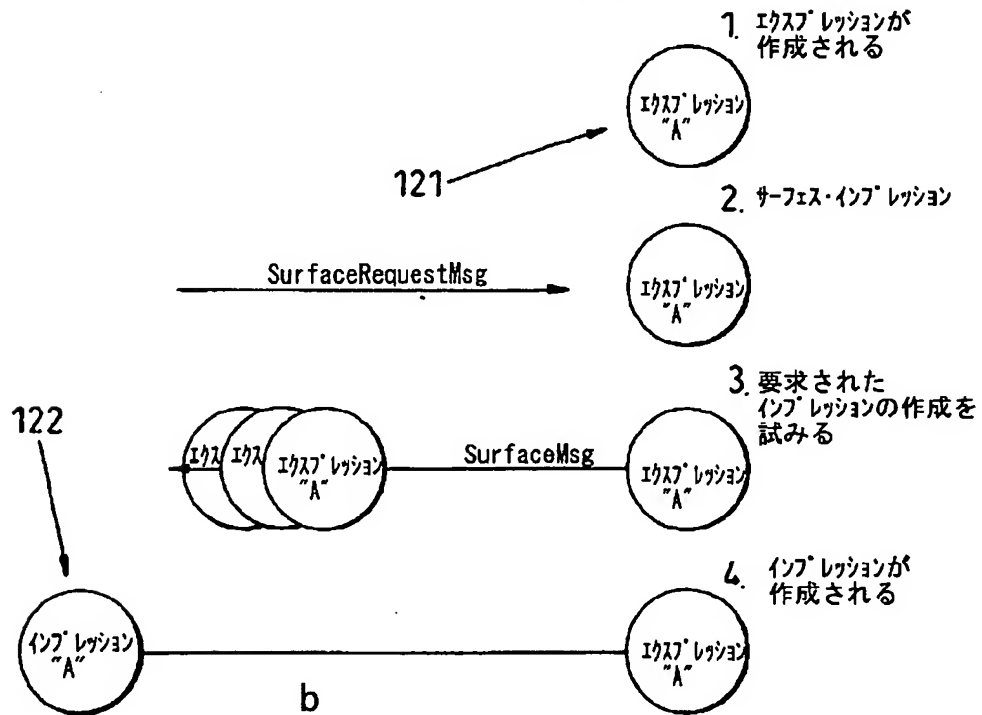 1. エクスプレッションが
作成される
エクスプレッション
"A"
121
2. サーフェス・インプレッション
SurfaceRequestMsg
エクスプレッション
"A"
3. 要求された
インプレッションの作成を
試みる
122
エクス
エクス
エクスプレッション
"A"
SurfaceMsg
エクスプレッション
"A"
4. インプレッションが
作成される
インプレッション
"A"
エクスプレッション
"A"
b